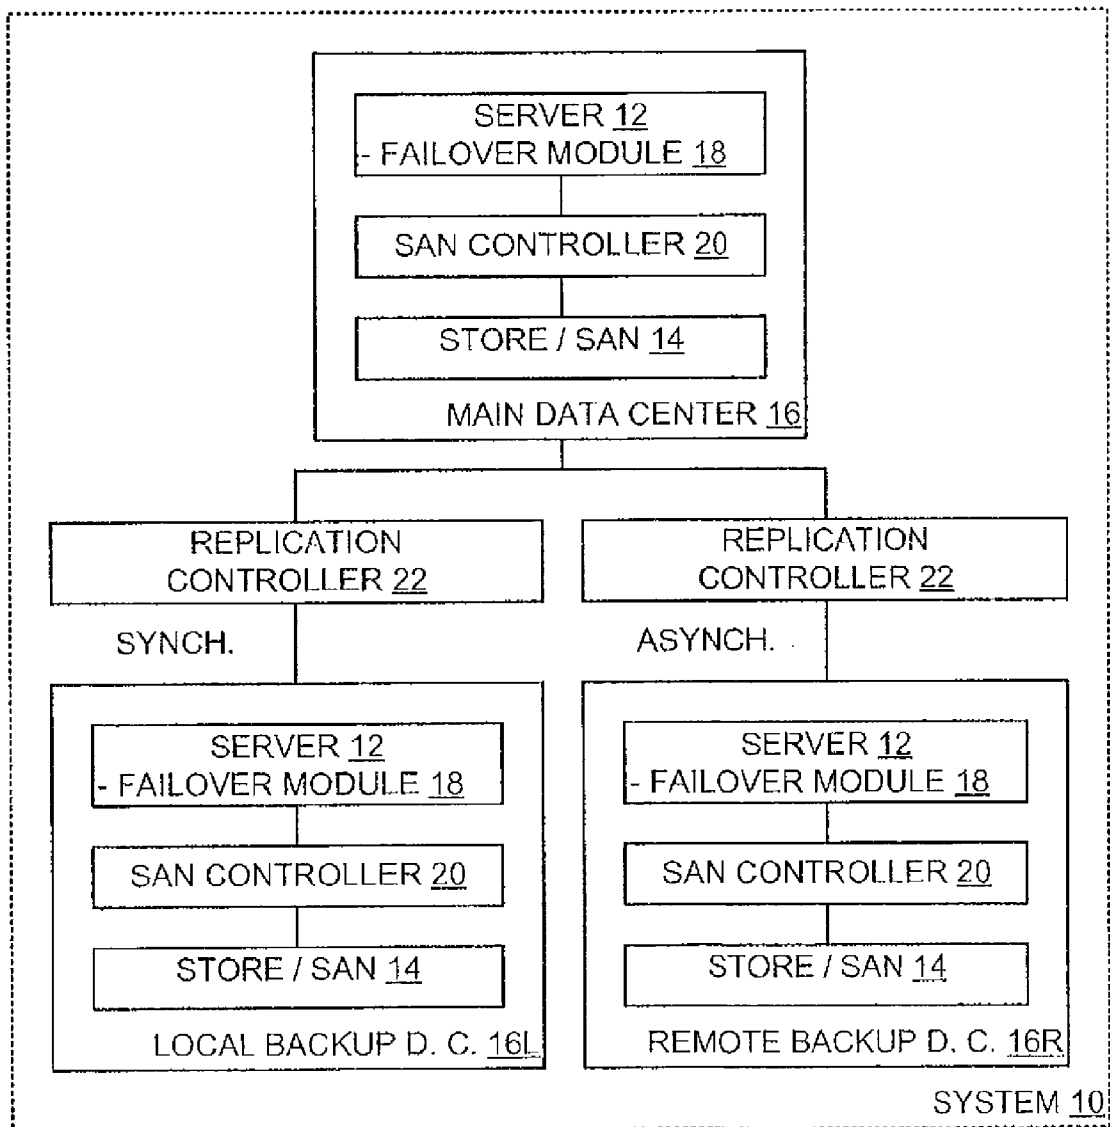 SERVER 12
- FAILOVER MODULE 18
SAN CONTROLLER 20
STORE / SAN 14
MAIN DATA CENTER 16
REPLICATION
CONTROLLER 22
REPLICATION
CONTROLLER 22
SYNCH.
ASYNCH.
SERVER 12
- FAILOVER MODULE 18
SAN CONTROLLER 20
STORE / SAN 14
LOCAL BACKUP D. C. 16L
SERVER 12
- FAILOVER MODULE 18
SAN CONTROLLER 20
STORE / SAN 14
REMOTE BACKUP D. C. 16R
SYSTEM 10